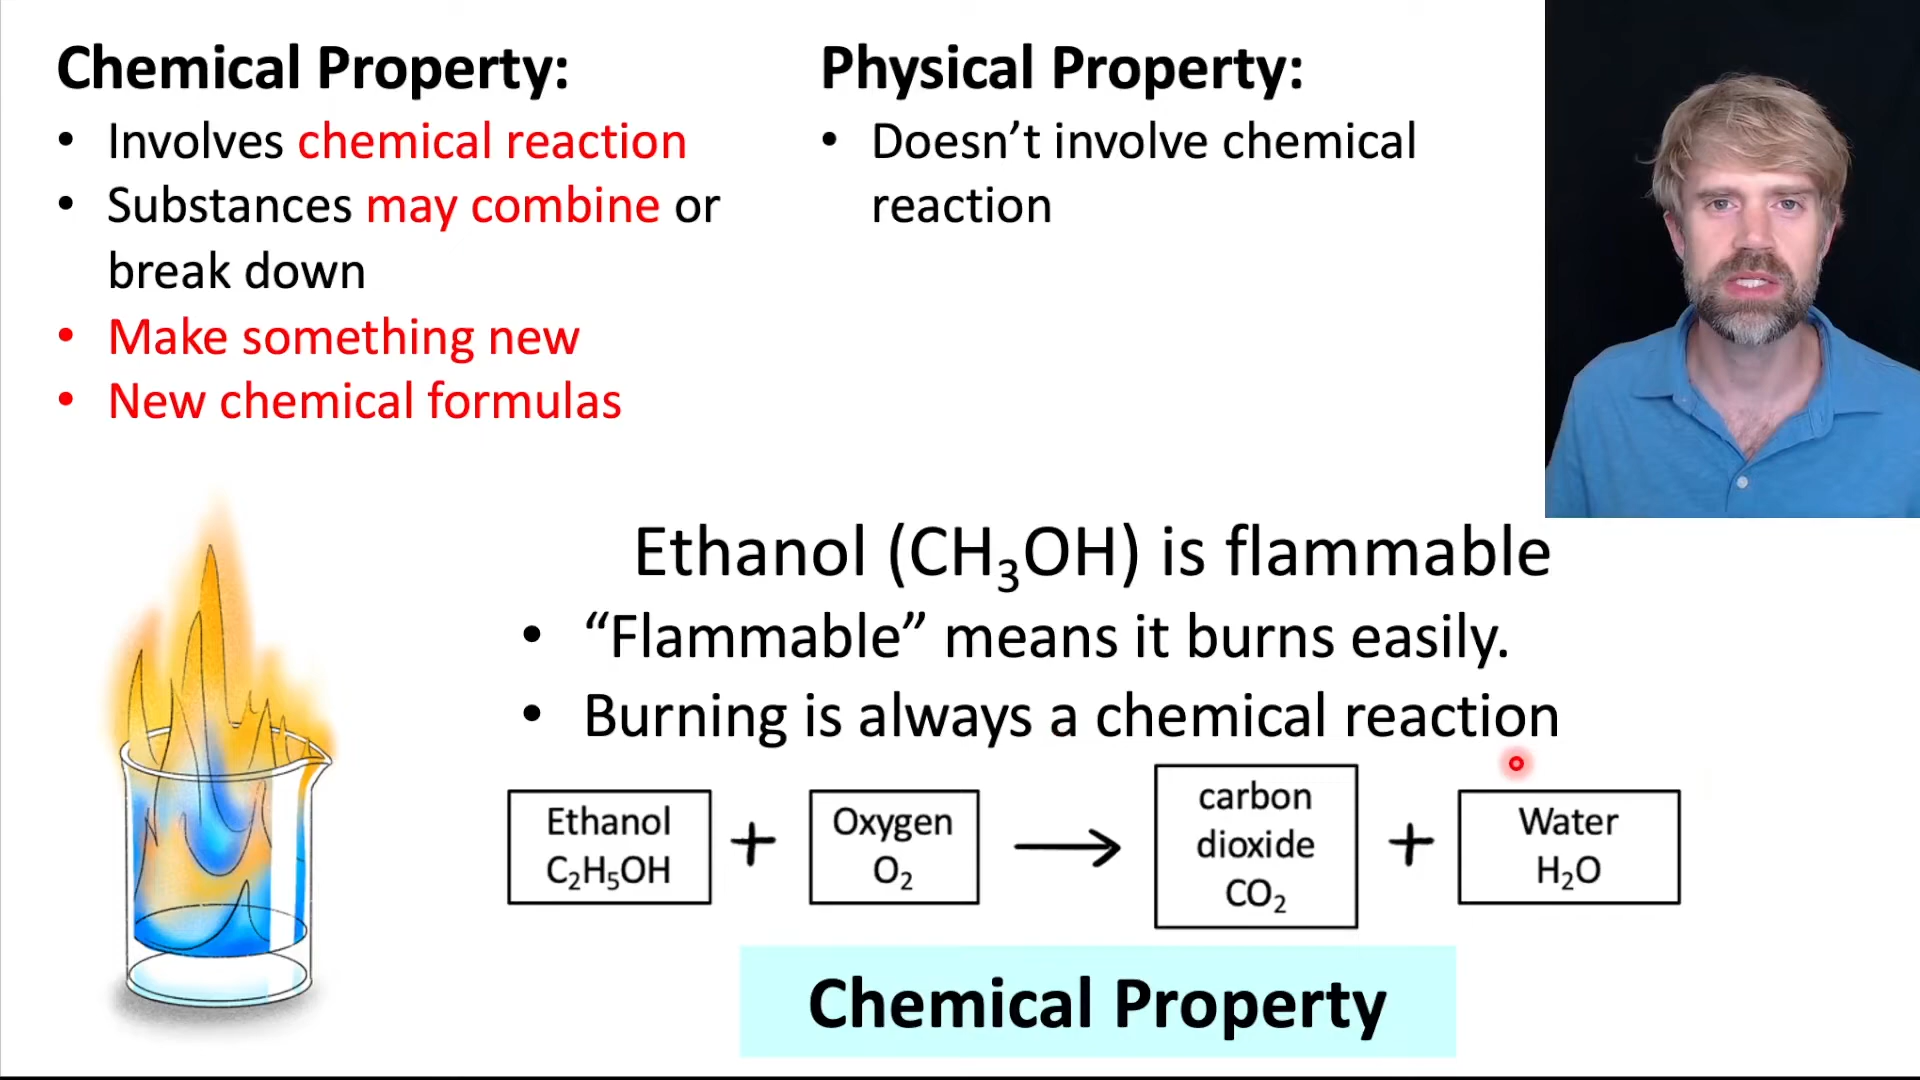 Chemical Property:
• Involves chemical reaction
• Substances may combine or
break down
• Make something new
• New chemical formulas
Physical Property:
• Doesn’t involve chemical
reaction
Ethanol (CH₃OH) is flammable
• “Flammable” means it burns easily.
• Burning is always a chemical reaction
Ethanol
C₂H₅OH
+
Oxygen
O₂
→
carbon
dioxide
CO₂
+
Water
H₂O
Chemical Property